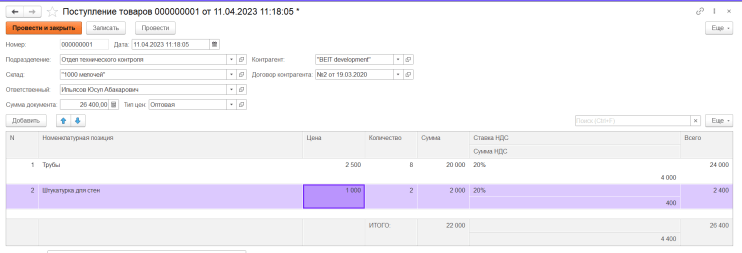 Поступление товаров 000000001 от 11.04.2023 11:18:05 *
Провести и закрыть Записать Провести Еще
Номер: 000000001 Дата: 11.04.2023 11:18:05
Подразделение: Отдел технического контроля Контрагент: "BEIT development"
Склад: "1000 мелочей" Договор контрагента: №2 от 19.03.2020
Ответственный: Ильясов Юсуп Абакарович
Сумма документа: 26 400,00 Тип цен: Оптовая
Добавить Поиск (Ctrl+F) × Еще
N Номенклатурная позиция Цена Количество Сумма Ставка НДС Всего
Сумма НДС
1 Трубы 2 500 8 20 000 20% 24 000
4 000
2 Штукатурка для стен 1 000 2 2 000 20% 2 400
400
ИТОГО: 22 000 26 400
4 400